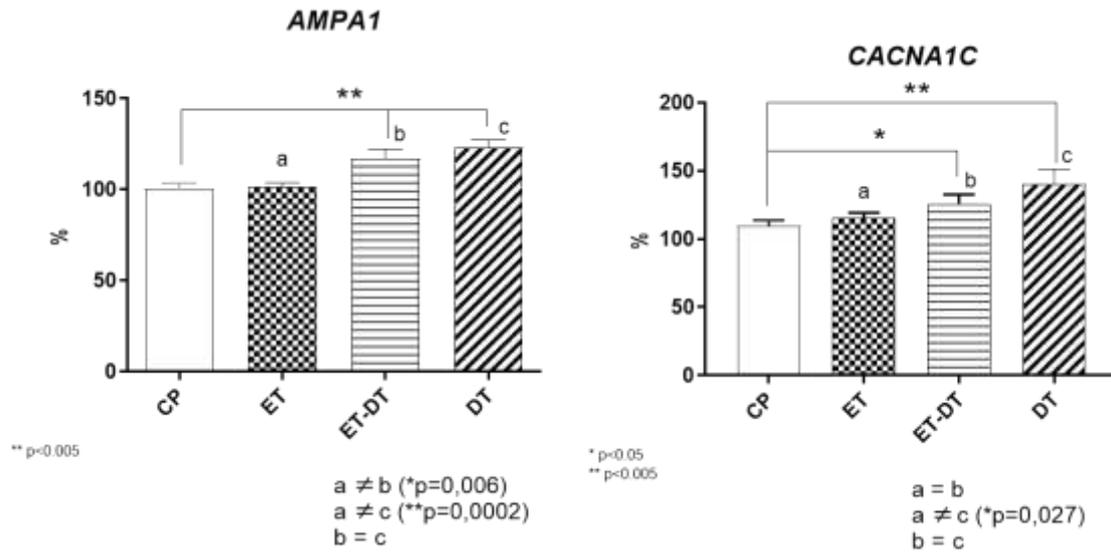 AMPA1
**
150
100
50
0
%
a
b
c
CP
ET
ET-DT
DT
** p<0.005
a ≠ b (*p=0,006)
a ≠ c (**p=0,0002)
b = c
CACNA1C
**
*
200
150
100
50
0
%
a
b
c
CP
ET
ET-DT
DT
* p<0.05
** p<0.005
a = b
a ≠ c (*p=0,027)
b = c